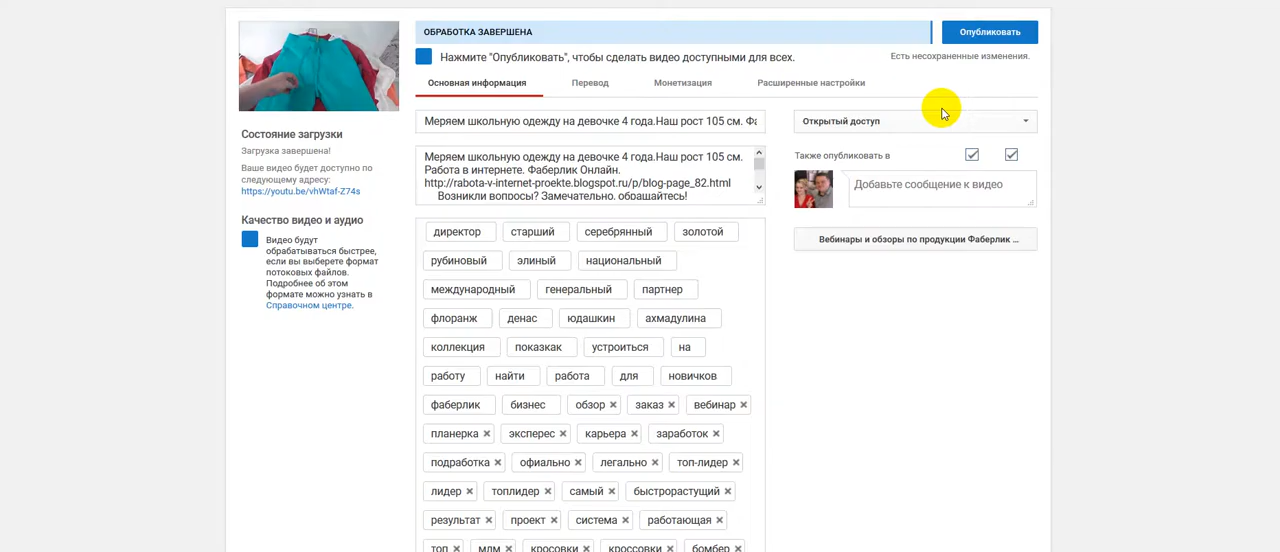 ОБРАБОТКА ЗАВЕРШЕНА
Опубликовать
Нажмите "Опубликовать", чтобы сделать видео доступными для всех.
Есть несохраненные изменения.
Основная информация
Перевод
Монетизация
Расширенные настройки
Состояние загрузки
Загрузка завершена!
Ваше видео будет доступно по
следующему адресу:
https://youtu.be/vhWtaf-Z74s
Качество видео и аудио
Видео будут
обрабатываться быстрее,
если вы выберете формат
потоковых файлов.
Подробнее об этом
формате можно узнать в
Справочном центре.
Меряем школьную одежду на девочке 4 года.Наш рост 105 см. Фа
Меряем школьную одежду на девочке 4 года.Наш рост 105 см.
Работа в интернете. Фаберлик Онлайн.
http://rabota-v-internet-proekte.blogspot.ru/p/blog-page_82.html
Возникли вопросы? Замечательно, обращайтесь!
директор старший серебрянный золотой
рубиновый элиный национальный
международный генеральный партнер
флоранж денас юдашкин ахмадулина
коллекция показкак устроиться на
работу найти работа для новичков
фаберлик бизнес обзор заказ вебинар
планерка эксперес карьера заработок
подработка офиально легально топ-лидер
лидер топлидер самый быстрорастущий
результат проект система работающая
топ млм кросовки кроссовки бомбер
Открытый доступ
Также опубликовать в
Добавьте сообщение к видео
Вебинары и обзоры по продукции Фаберлик ...